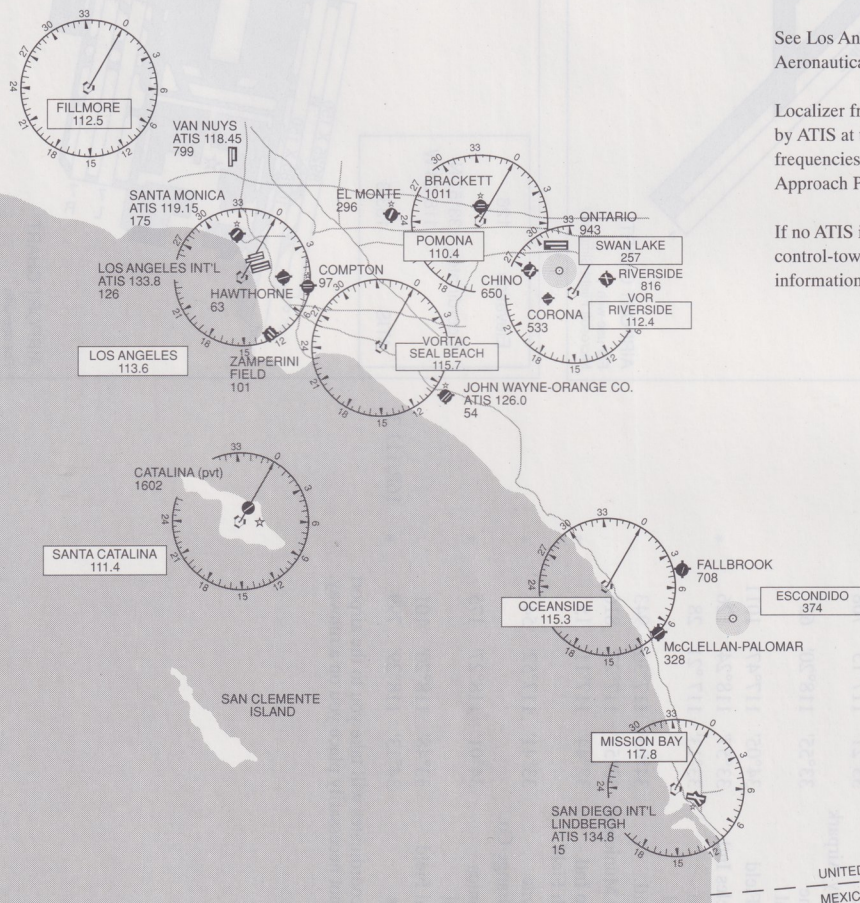 See Los An
Aeronautica
Localizer fr
by ATIS at
frequencies
Approach F
If no ATIS i
control-tow
information
FILLMORE
112.5
VAN NUYS
ATIS 118.45
799
SANTA MONICA
ATIS 119.15
175
EL MONTE
296
BRACKETT
1011
POMONA
110.4
ONTARIO
943
SWAN LAKE
257
CHINO
650
RIVERSIDE
816
CORONA
533
VOR
RIVERSIDE
112.4
LOS ANGELES INT'L
ATIS 133.8
126
HAWTHORNE
63
COMPTON
97
LOS ANGELES
113.6
ZAMPERINI
FIELD
101
VORTAC
SEAL BEACH
115.7
JOHN WAYNE-ORANGE CO.
ATIS 126.0
54
CATALINA (pvt)
1602
SANTA CATALINA
111.4
FALLBROOK
708
OCEANSIDE
115.3
ESCONDIDO
374
McCLELLAN-PALOMAR
328
SAN CLEMENTE
ISLAND
MISSION BAY
117.8
SAN DIEGO INT'L
LINDBERGH
ATIS 134.8
15
UNITED
MEXIC